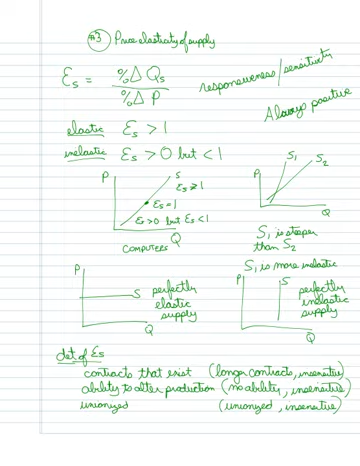 #3 Price elasticity of supply
Es = %Δ Qs / %Δ P
responsiveness/sensitivity
Always positive
elastic Es > 1
inelastic Es > 0 but < 1
P S
Es > 1
Es = 1
Es > 0 but Es < 1
COMPUTERS Q
P S1 S2
Q
S1 is steeper
than S2
S1 is more inelastic
P
S perfectly
elastic
supply
Q
P S
perfectly
inelastic
supply
Q
det of Es
contracts that exist (longer contracts, insensitive)
ability to alter production (no ability, insensitive)
unionized (unionized, insensitive)